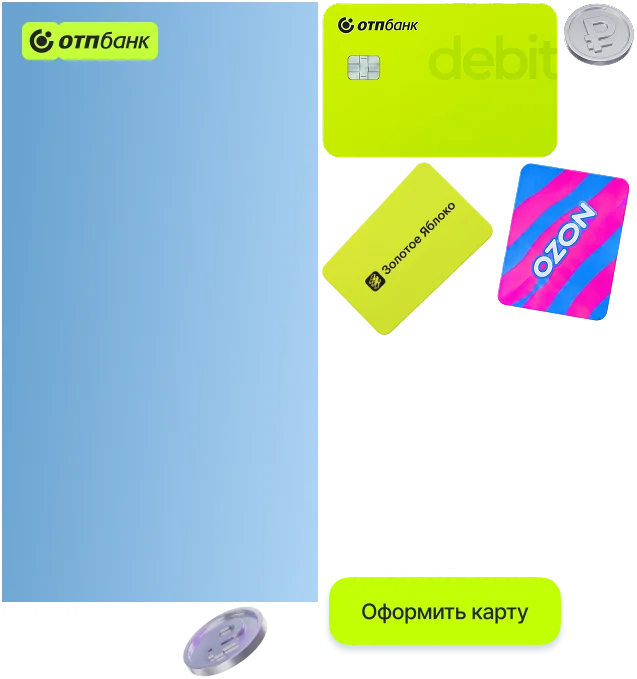 ОТПбанк
ОТПбанк
debit
Золотое Яблоко
OZON
Оформить карту